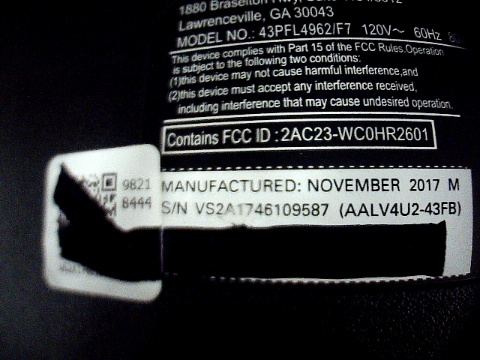 1880 Braselton
Lawrenceville, GA 30043
MODEL NO.: 43PFL4962/F7 120V~ 60Hz
This device complies with Part 15 of the FCC Rules.Operation
is subject to the following two conditions:
(1)this device may not cause harmful interference,and
(2)this device must accept any interference received,
including interference that may cause undesired operation.
Contains FCC ID : 2AC23-WC0HR2601
9821
8444
MANUFACTURED: NOVEMBER 2017 M
S/N VS2A1746109587 (AALV4U2-43FB)